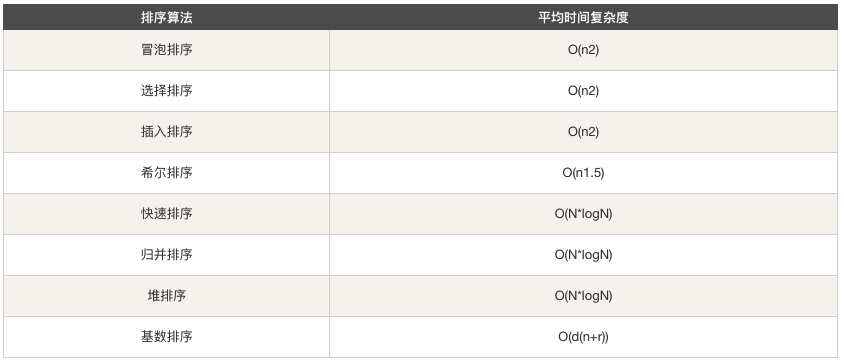 排序算法 平均时间复杂度
冒泡排序 O(n2)
选择排序 O(n2)
插入排序 O(n2)
希尔排序 O(n1.5)
快速排序 O(N*logN)
归并排序 O(N*logN)
堆排序 O(N*logN)
基数排序 O(d(n+r))